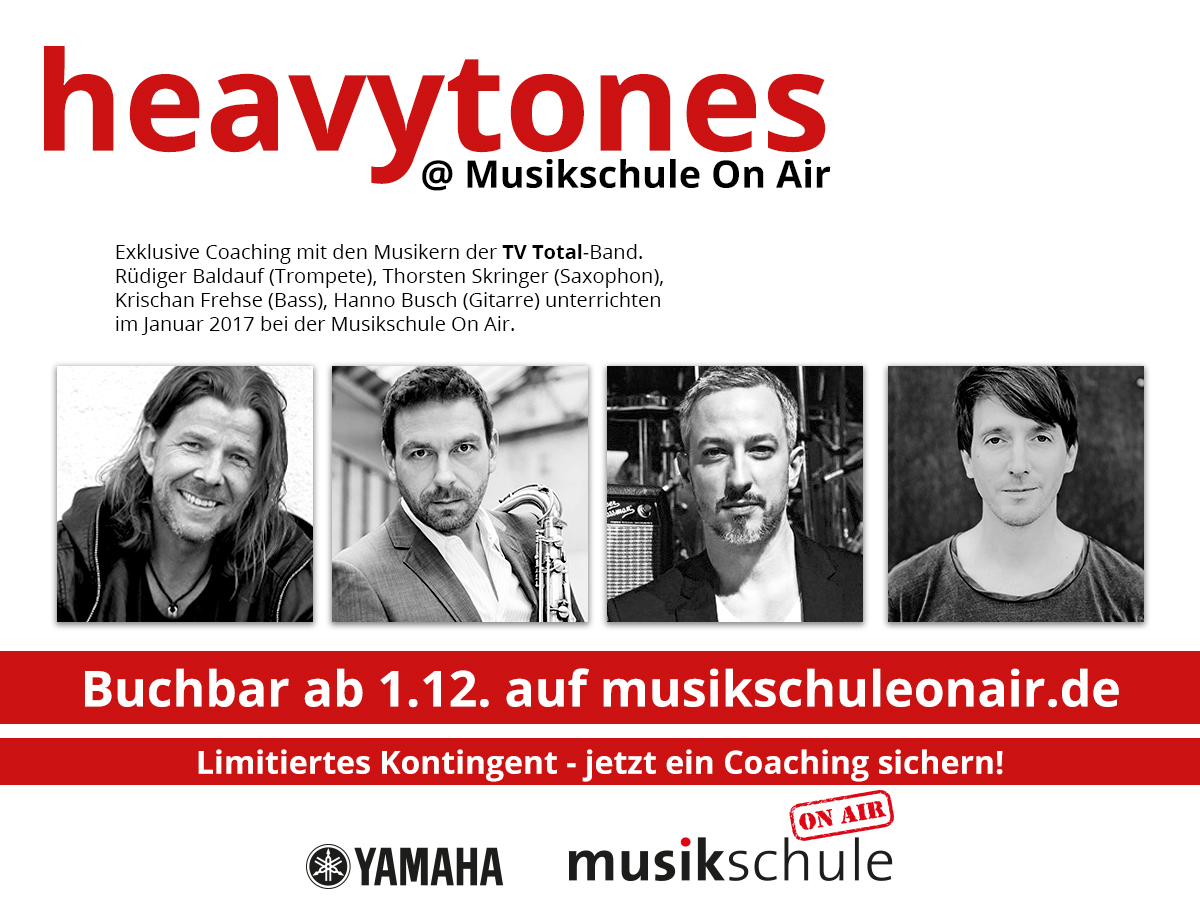 heavytones
@ Musikschule On Air
Exklusive Coaching mit den Musikern der TV Total-Band.
Rüdiger Baldauf (Trompete), Thorsten Skringer (Saxophon),
Krischan Frehse (Bass), Hanno Busch (Gitarre) unterrichten
im Januar 2017 bei der Musikschule On Air.
Buchbar ab 1.12. auf musikschuleonair.de
Limitiertes Kontingent - jetzt ein Coaching sichern!
ON AIR
YAMAHA
musikschule